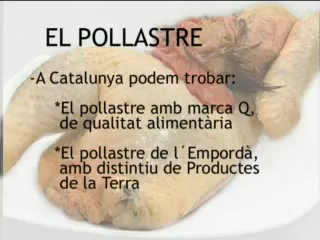 EL POLLASTRE
-A Catalunya podem trobar:
*El pollastre amb marca Q,
de qualitat alimentària
*El pollastre de l´Empordà,
amb distintiu de Productes
de la Terra